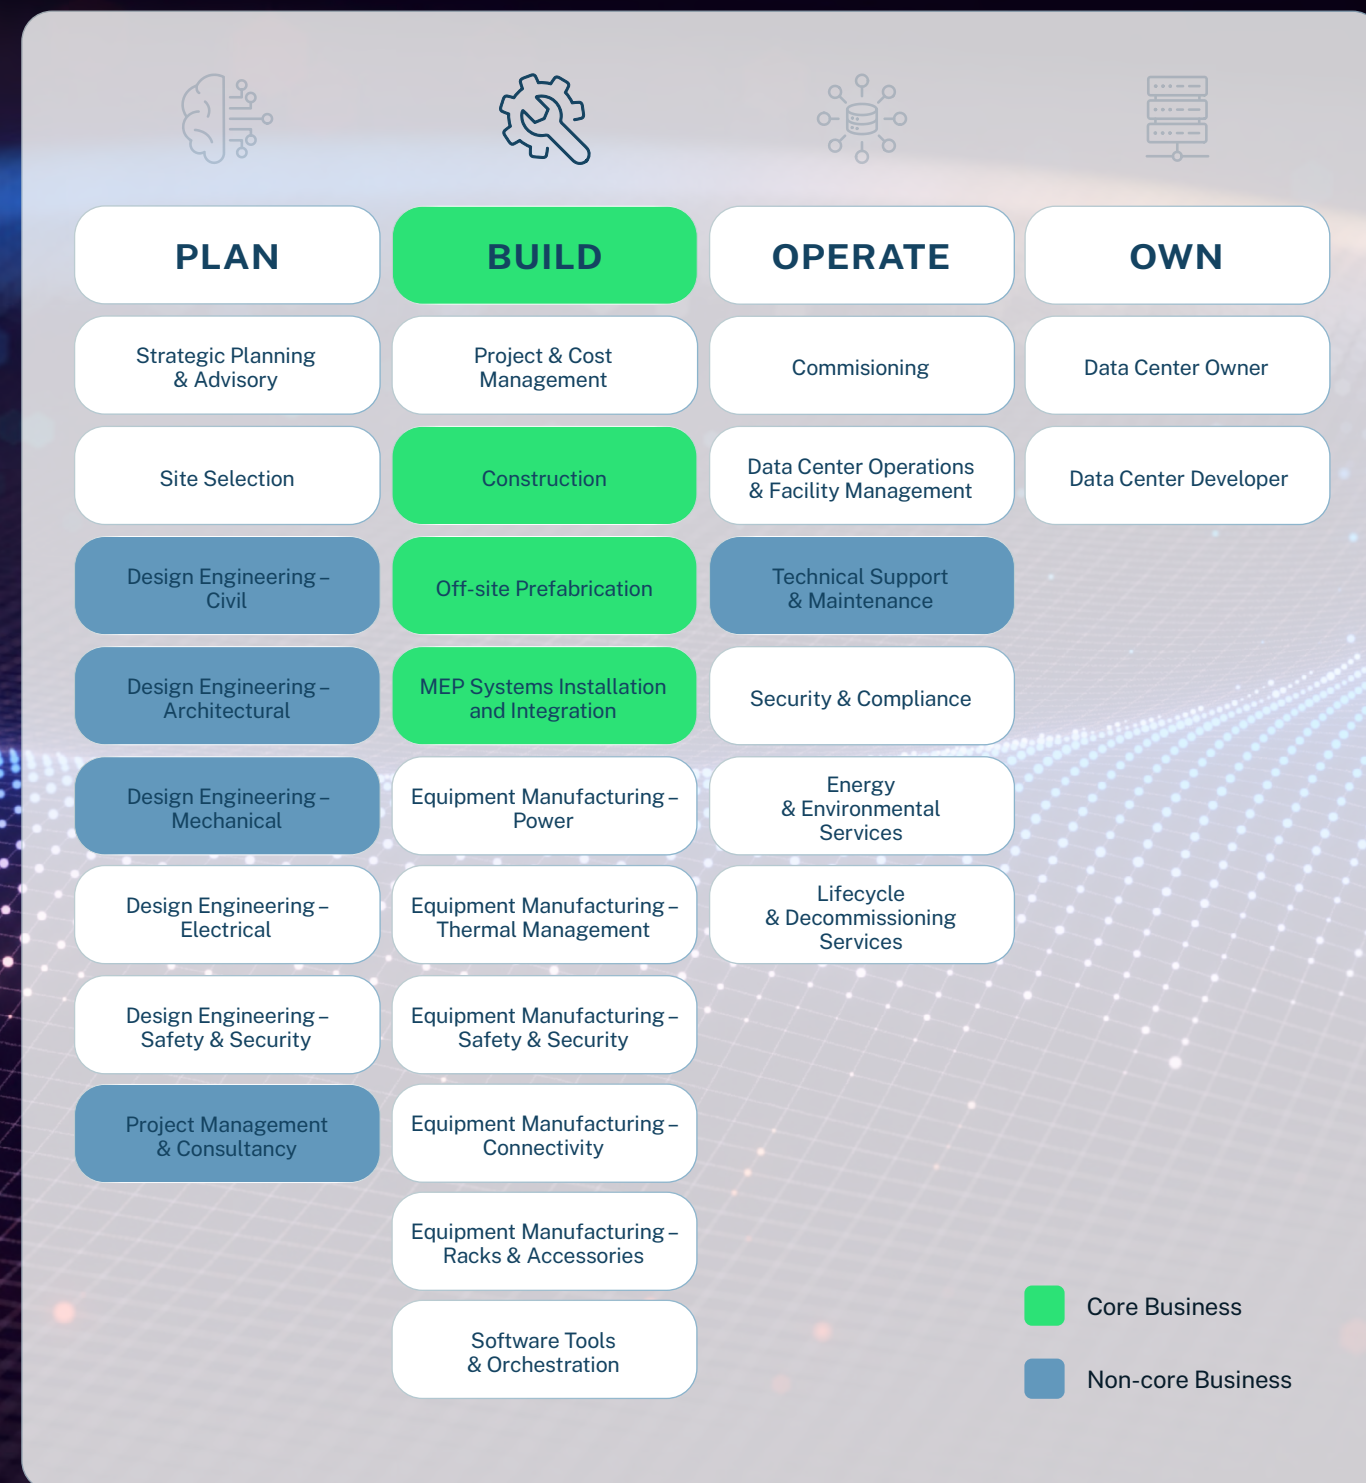 PLAN
Strategic Planning
& Advisory
Site Selection
Design Engineering –
Civil
Design Engineering –
Architectural
Design Engineering –
Mechanical
Design Engineering –
Electrical
Design Engineering –
Safety & Security
Project Management
& Consultancy
BUILD
Project & Cost
Management
Construction
Off-site Prefabrication
MEP Systems Installation
and Integration
Equipment Manufacturing –
Power
Equipment Manufacturing –
Thermal Management
Equipment Manufacturing –
Safety & Security
Equipment Manufacturing –
Connectivity
Equipment Manufacturing –
Racks & Accessories
Software Tools
& Orchestration
OPERATE
Commisioning
Data Center Operations
& Facility Management
Technical Support
& Maintenance
Security & Compliance
Energy
& Environmental
Services
Lifecycle
& Decommissioning
Services
OWN
Data Center Owner
Data Center Developer
Core Business
Non-core Business